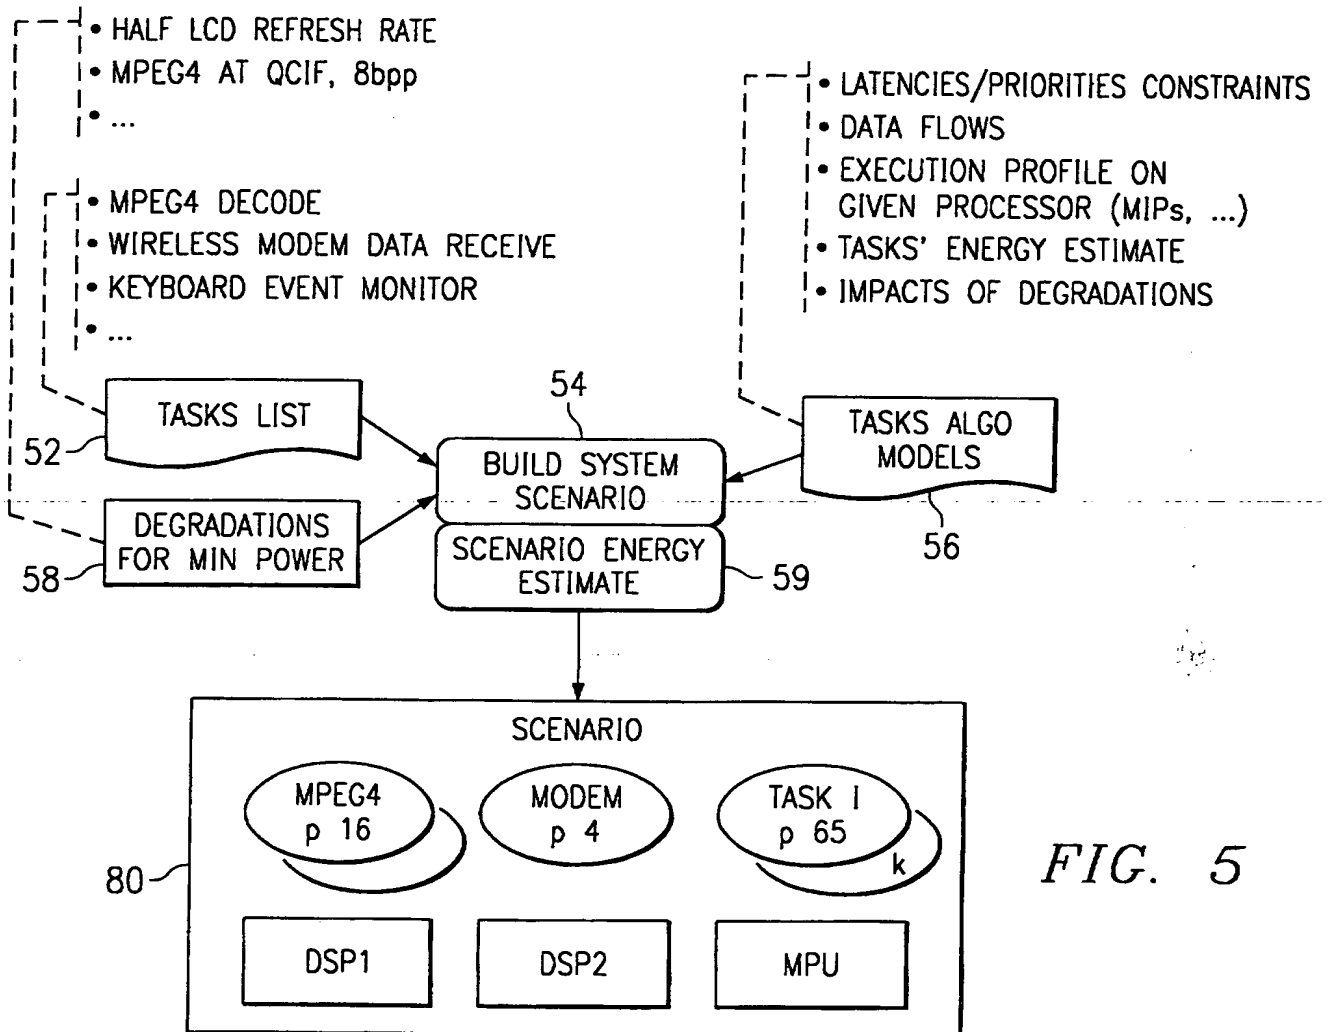 • HALF LCD REFRESH RATE
• MPEG4 AT QCIF, 8bpp
• ...
• MPEG4 DECODE
• WIRELESS MODEM DATA RECEIVE
• KEYBOARD EVENT MONITOR
• ...
• LATENCIES/PRIORITIES CONSTRAINTS
• DATA FLOWS
• EXECUTION PROFILE ON
GIVEN PROCESSOR (MIPs, ...)
• TASKS' ENERGY ESTIMATE
• IMPACTS OF DEGRADATIONS
TASKS LIST
52
DEGRADATIONS
FOR MIN POWER
58
54
BUILD SYSTEM
SCENARIO
SCENARIO ENERGY
ESTIMATE
59
TASKS ALGO
MODELS
56
SCENARIO
MPEG4
p 16
MODEM
p 4
TASK I
p 65
k
80
DSP1
DSP2
MPU
FIG. 5